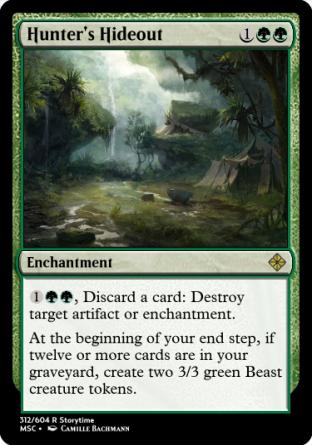 Hunter's Hideout 1
Enchantment
1, Discard a card: Destroy
target artifact or enchantment.
At the beginning of your end step, if
twelve or more cards are in your
graveyard, create two 3/3 green Beast
creature tokens.
312/604 R Storytime
MSC • Camille Bachmann